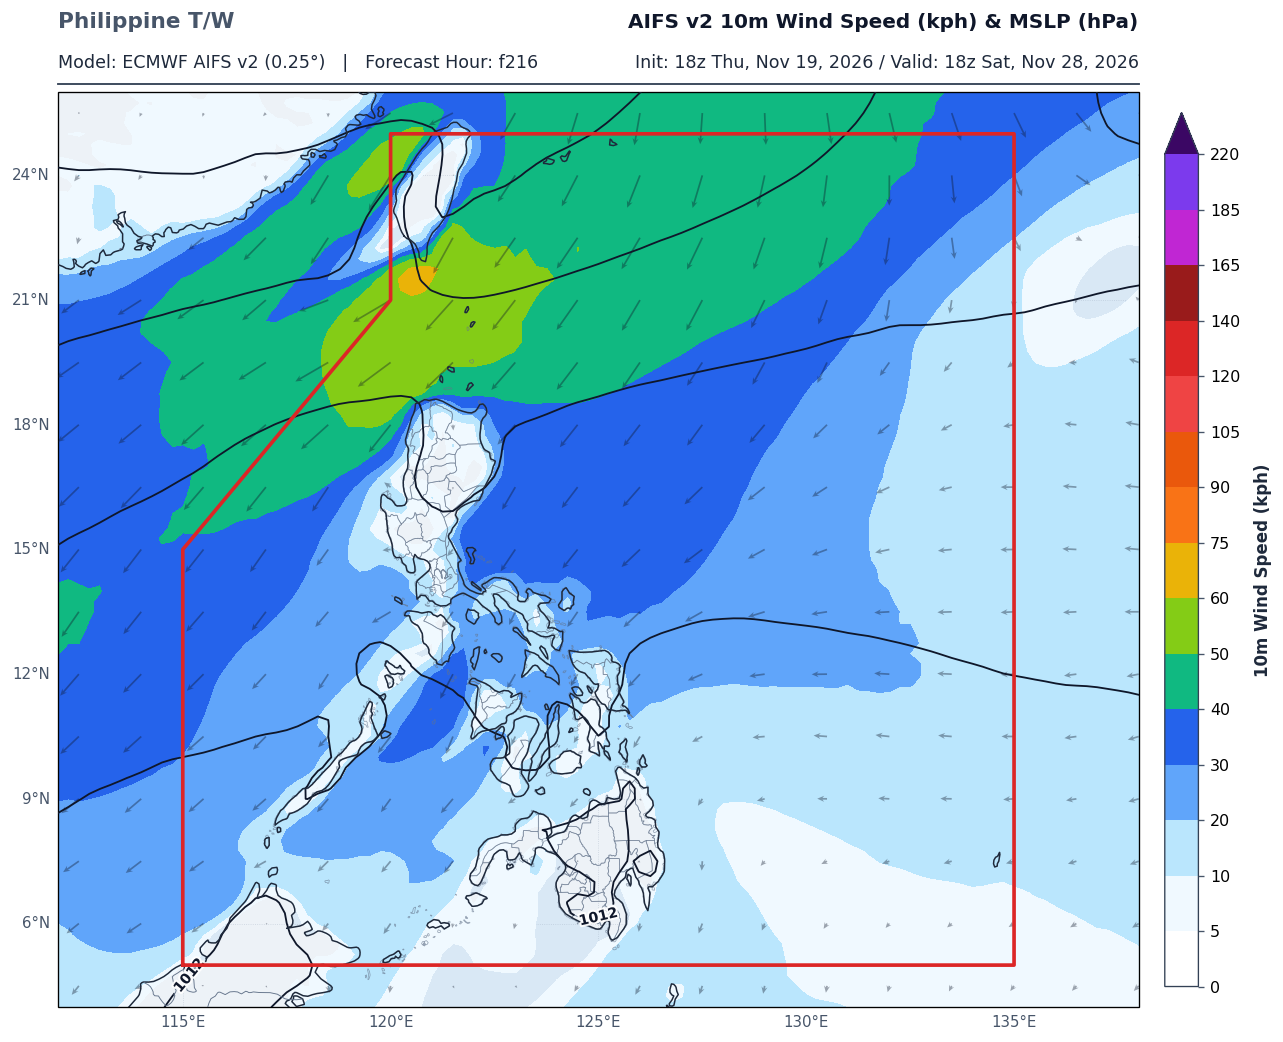 Philippine T/W
AIFS v2 10m Wind Speed (kph) & MSLP (hPa)
Model: ECMWF AIFS v2 (0.25°) | Forecast Hour: f216
Init: 18z Thu, Nov 19, 2026 / Valid: 18z Sat, Nov 28, 2026
24°N
21°N
18°N
15°N
12°N
9°N
6°N
115°E
120°E
125°E
130°E
135°E
1012
1012
220
185
165
140
120
105
90
75
60
50
40
30
20
10
5
0
10m Wind Speed (kph)